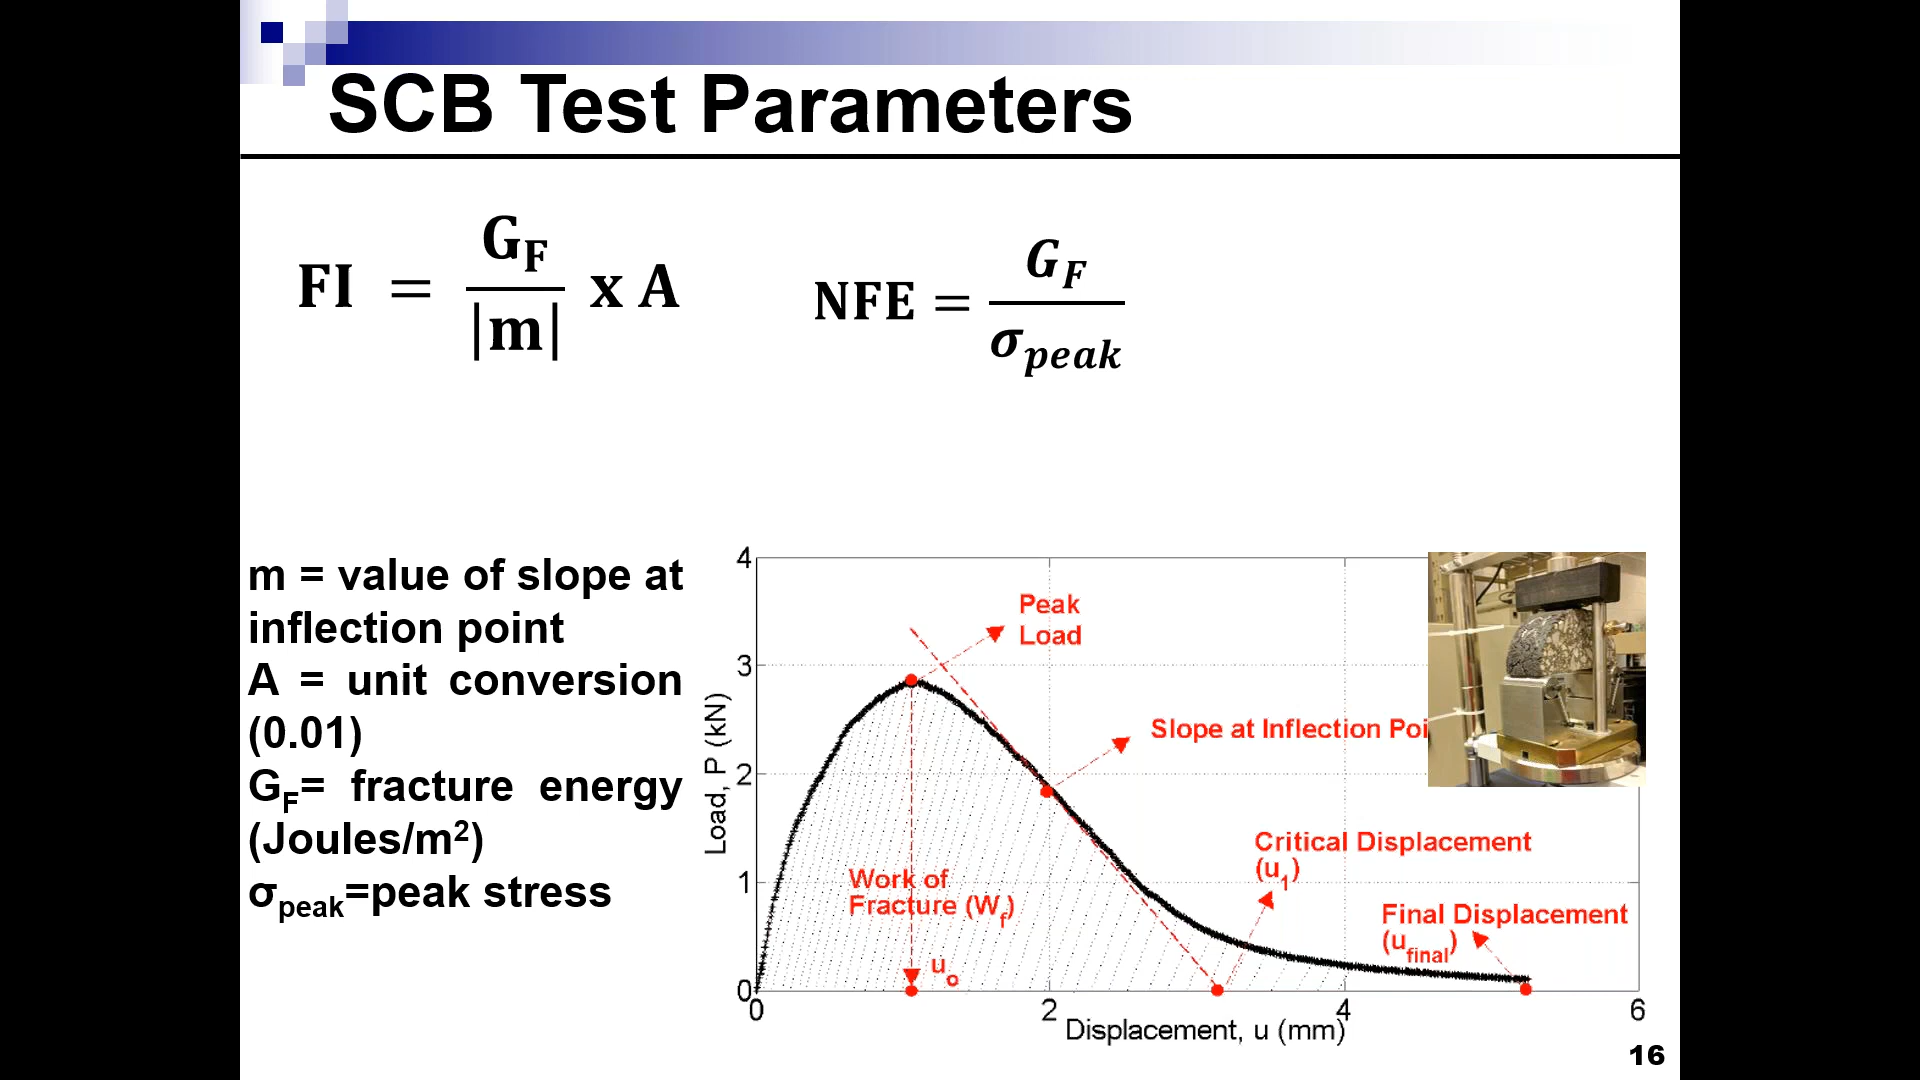 SCB Test Parameters
FI = G_F / |m| x A
NFE = G_F / σ_peak
m = value of slope at
inflection point
A = unit conversion
(0.01)
G_F= fracture energy
(Joules/m²)
σ_peak=peak stress
4
3
2
1
0
Load, P (kN)
Peak
Load
Slope at Inflection Poi
Critical Displacement
(u_1)
Work of
Fracture (W_f)
Final Displacement
(u_final)
u_o
0
2
4
6
Displacement, u (mm)
16